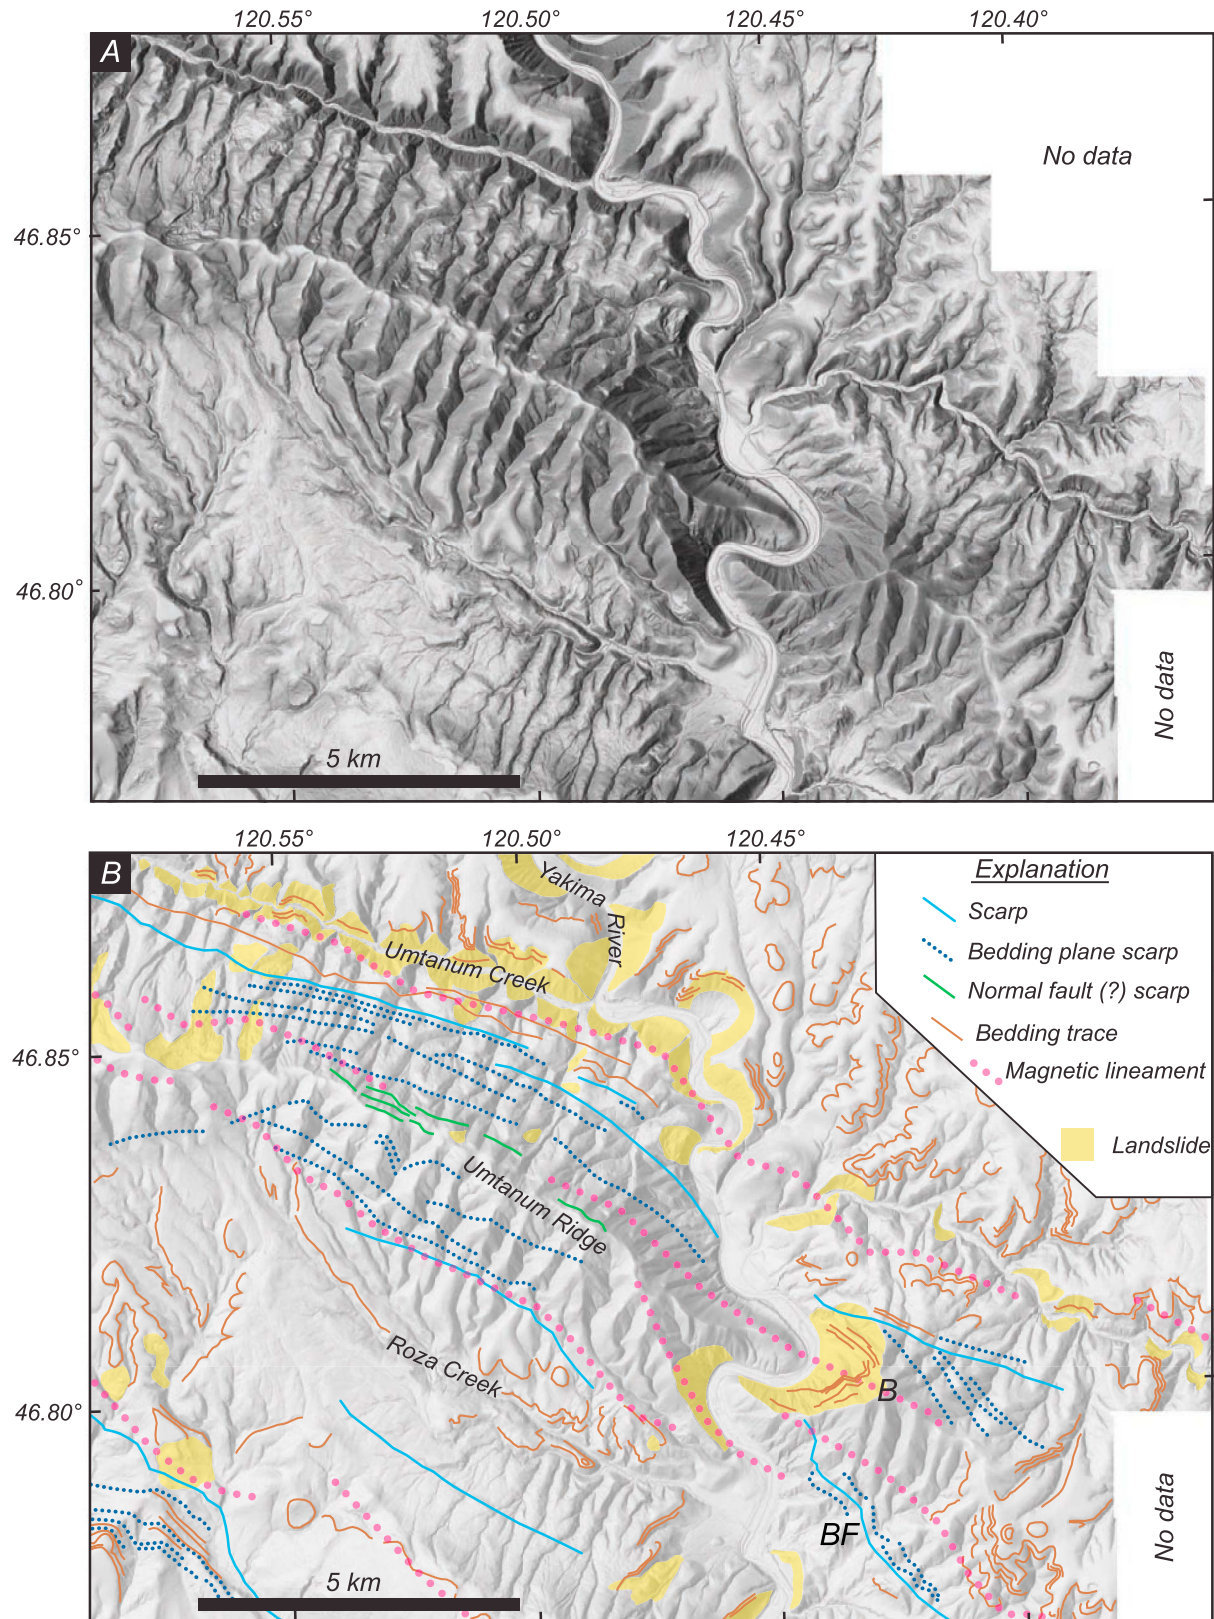 120.55° 120.50° 120.45° 120.40°
A
No data
46.85°
46.80°
No data
5 km
120.55° 120.50° 120.45°
B
Explanation
Scarp
Bedding plane scarp
Normal fault (?) scarp
Bedding trace
Magnetic lineament
Landslide
Yakima
River
Umtanum Creek
46.85°
Umtanum Ridge
Roza Creek
B
46.80°
BF
No data
5 km